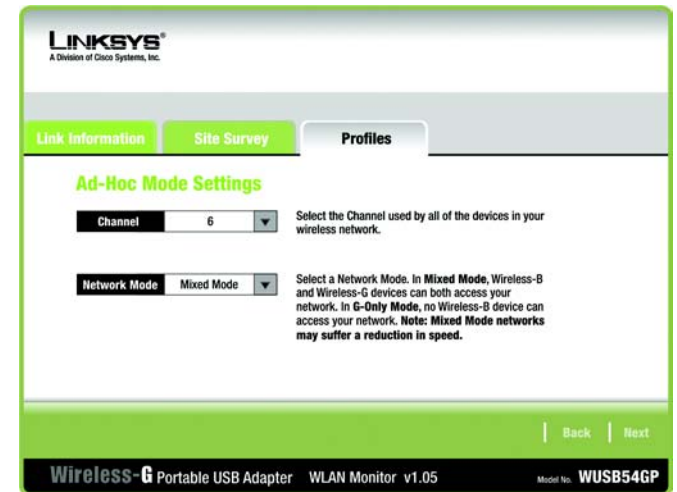 LINKSYS®
A Division of Cisco Systems, Inc.
Link Information Site Survey Profiles
Ad-Hoc Mode Settings
Channel 6
Select the Channel used by all of the devices in your
wireless network.
Network Mode Mixed Mode
Select a Network Mode. In Mixed Mode, Wireless-B
and Wireless-G devices can both access your
network. In G-Only Mode, no Wireless-B device can
access your network. Note: Mixed Mode networks
may suffer a reduction in speed.
Back Next
Wireless-G Portable USB Adapter WLAN Monitor v1.05 Model No. WUSB54GP